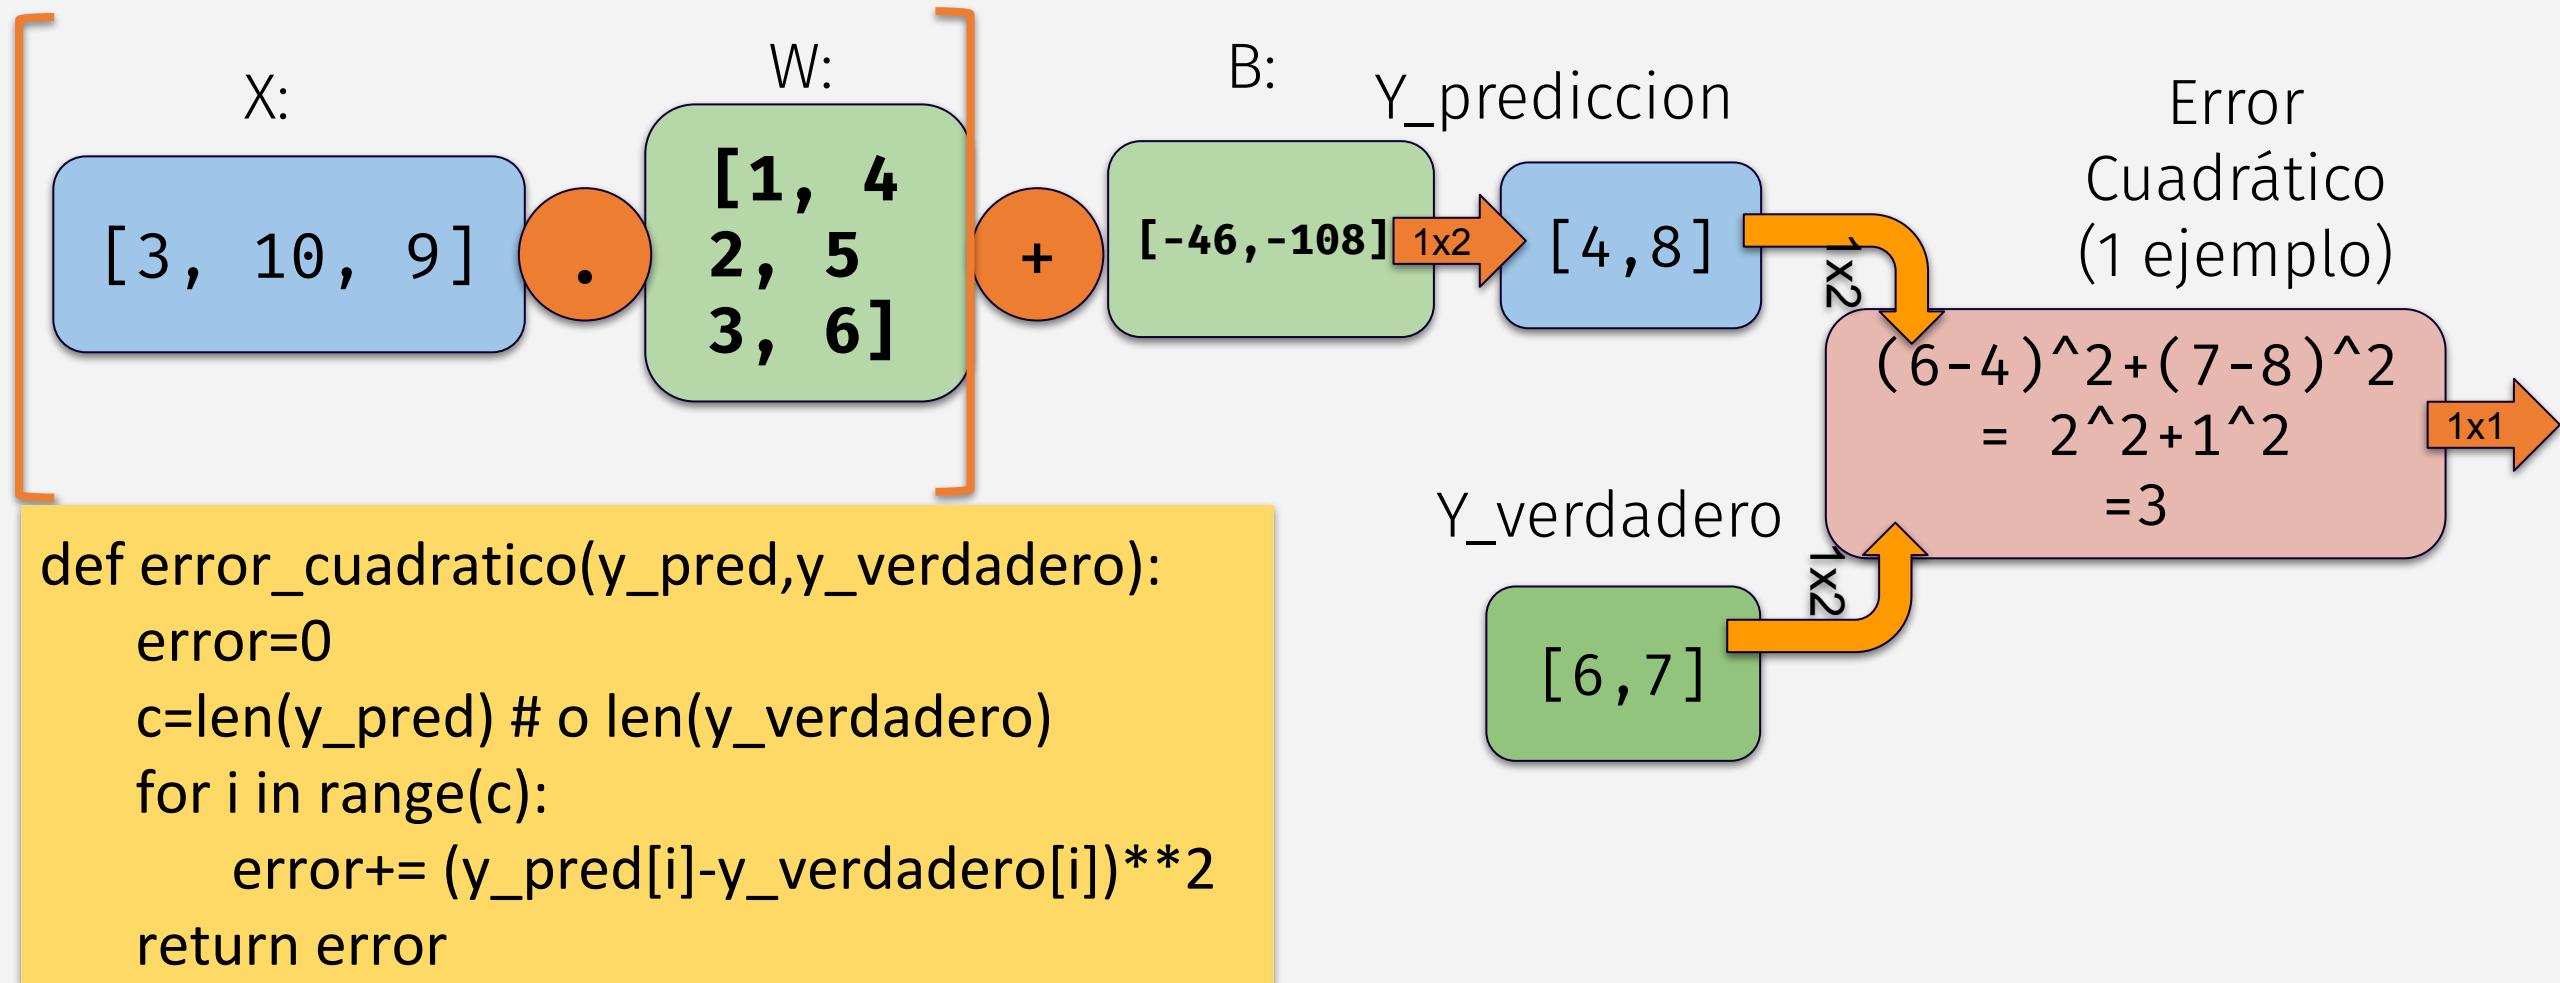 X:
W:
B:
Y_prediccion
Error
Cuadrático
(1 ejemplo)
[3, 10, 9]
.
[1, 4
2, 5
3, 6]
+
[-46,-108]
1x2
[4,8]
1x2
(6-4)^2+(7-8)^2
= 2^2+1^2
=3
1x1
Y_verdadero
1x2
[6,7]
def error_cuadratico(y_pred,y_verdadero):
error=0
c=len(y_pred) # o len(y_verdadero)
for i in range(c):
error+= (y_pred[i]-y_verdadero[i])**2
return error